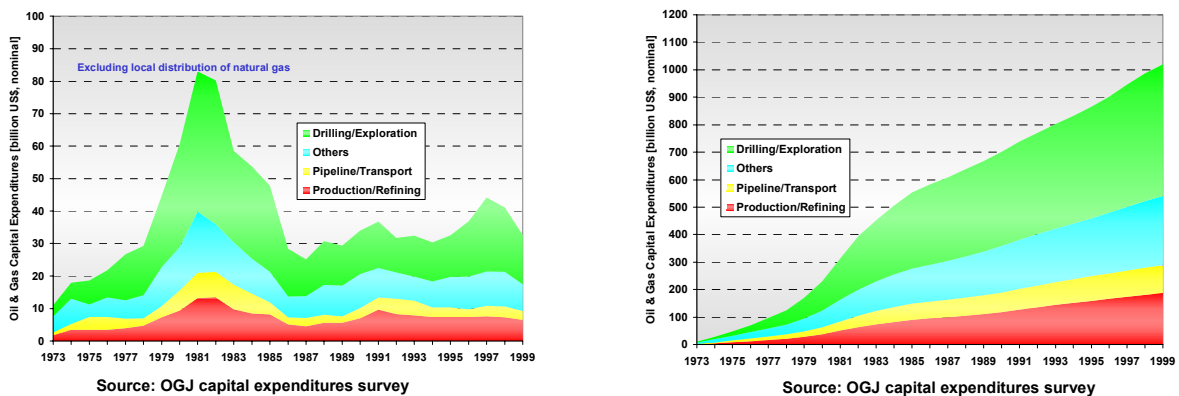 Oil & Gas Capital Expenditures [billion US$, nominal]
100
90
80
70
60
50
40
30
20
10
0
Excluding local distribution of natural gas
Drilling/Exploration
Others
Pipeline/Transport
Production/Refining
1973 1975 1977 1979 1981 1983 1985 1987 1989 1991 1993 1995 1997 1999
Source: OGJ capital expenditures survey
Oil & Gas Capital Expenditures [billion US$, nominal]
1200
1100
1000
900
800
700
600
500
400
300
200
100
0
Drilling/Exploration
Others
Pipeline/Transport
Production/Refining
1973 1975 1977 1979 1981 1983 1985 1987 1989 1991 1993 1995 1997 1999
Source: OGJ capital expenditures survey